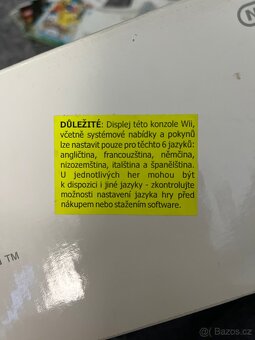 DŮLEŽITÉ: Displej této konzole Wii,
včetně systémové nabídky a pokynů
lze nastavit pouze pro těchto 6 jazyků:
angličtina, francouzština, němčina,
nizozemština, italština a španělština.
U jednotlivých her mohou být
k dispozici i jiné jazyky - zkontrolujte
možnosti nastavení jazyka hry před
nákupem nebo stažením software.
TM
Bazos.cz